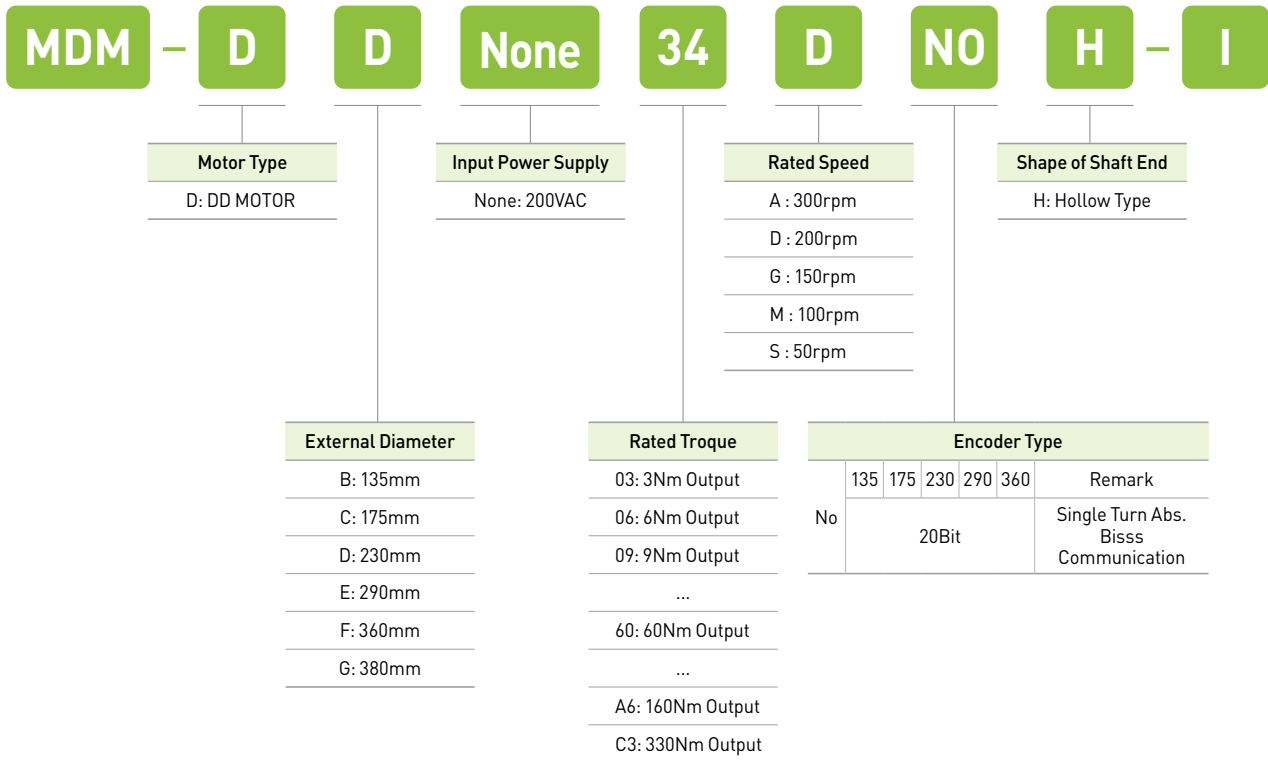 MDM – D D None 34 D NO H – I
Motor Type
D: DD MOTOR
Input Power Supply
None: 200VAC
Rated Speed
A : 300rpm
D : 200rpm
G : 150rpm
M : 100rpm
S : 50rpm
Shape of Shaft End
H: Hollow Type
External Diameter
B: 135mm
C: 175mm
D: 230mm
E: 290mm
F: 360mm
G: 380mm
Rated Troque
03: 3Nm Output
06: 6Nm Output
09: 9Nm Output
...
60: 60Nm Output
...
A6: 160Nm Output
C3: 330Nm Output
Encoder Type
135 175 230 290 360 Remark
No
20Bit
Single Turn Abs.
Bisss
Communication